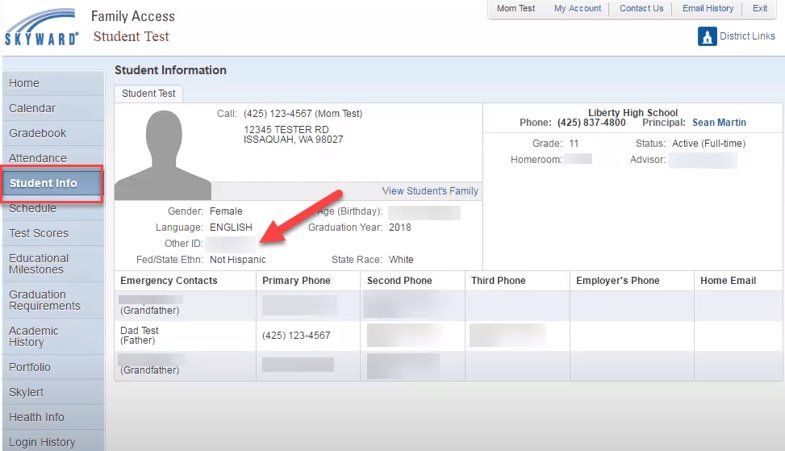 Mom Test My Account Contact Us Email History Exit
SKYWARD®
Family Access
Student Test
District Links
Home
Calendar
Gradebook
Attendance
Student Info
Schedule
Test Scores
Educational
Milestones
Graduation
Requirements
Academic
History
Portfolio
Skylert
Health Info
Login History
Student Information
Student Test
Call: (425) 123-4567 (Mom Test)
12345 TESTER RD
ISSAQUAH, WA 98027
View Student's Family
Liberty High School
Phone: (425) 837-4800 Principal: Sean Martin
Grade: 11 Status: Active (Full-time)
Homeroom: Advisor:
Gender: Female Age (Birthday):
Language: ENGLISH Graduation Year: 2018
Other ID:
Fed/State Ethn: Not Hispanic State Race: White
Emergency Contacts Primary Phone Second Phone Third Phone Employer's Phone Home Email
(Grandfather)
Dad Test (425) 123-4567
(Father)
(Grandfather)